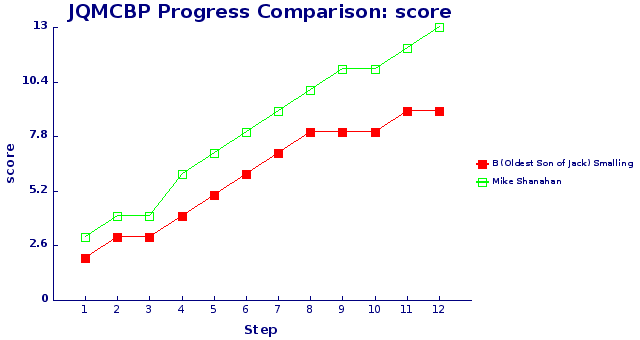 JQMCBP Progress Comparison: score
13
10.4
7.8
5.2
2.6
0
score
1 2 3 4 5 6 7 8 9 10 11 12
Step
B (Oldest Son of Jack) Smalling
Mike Shanahan